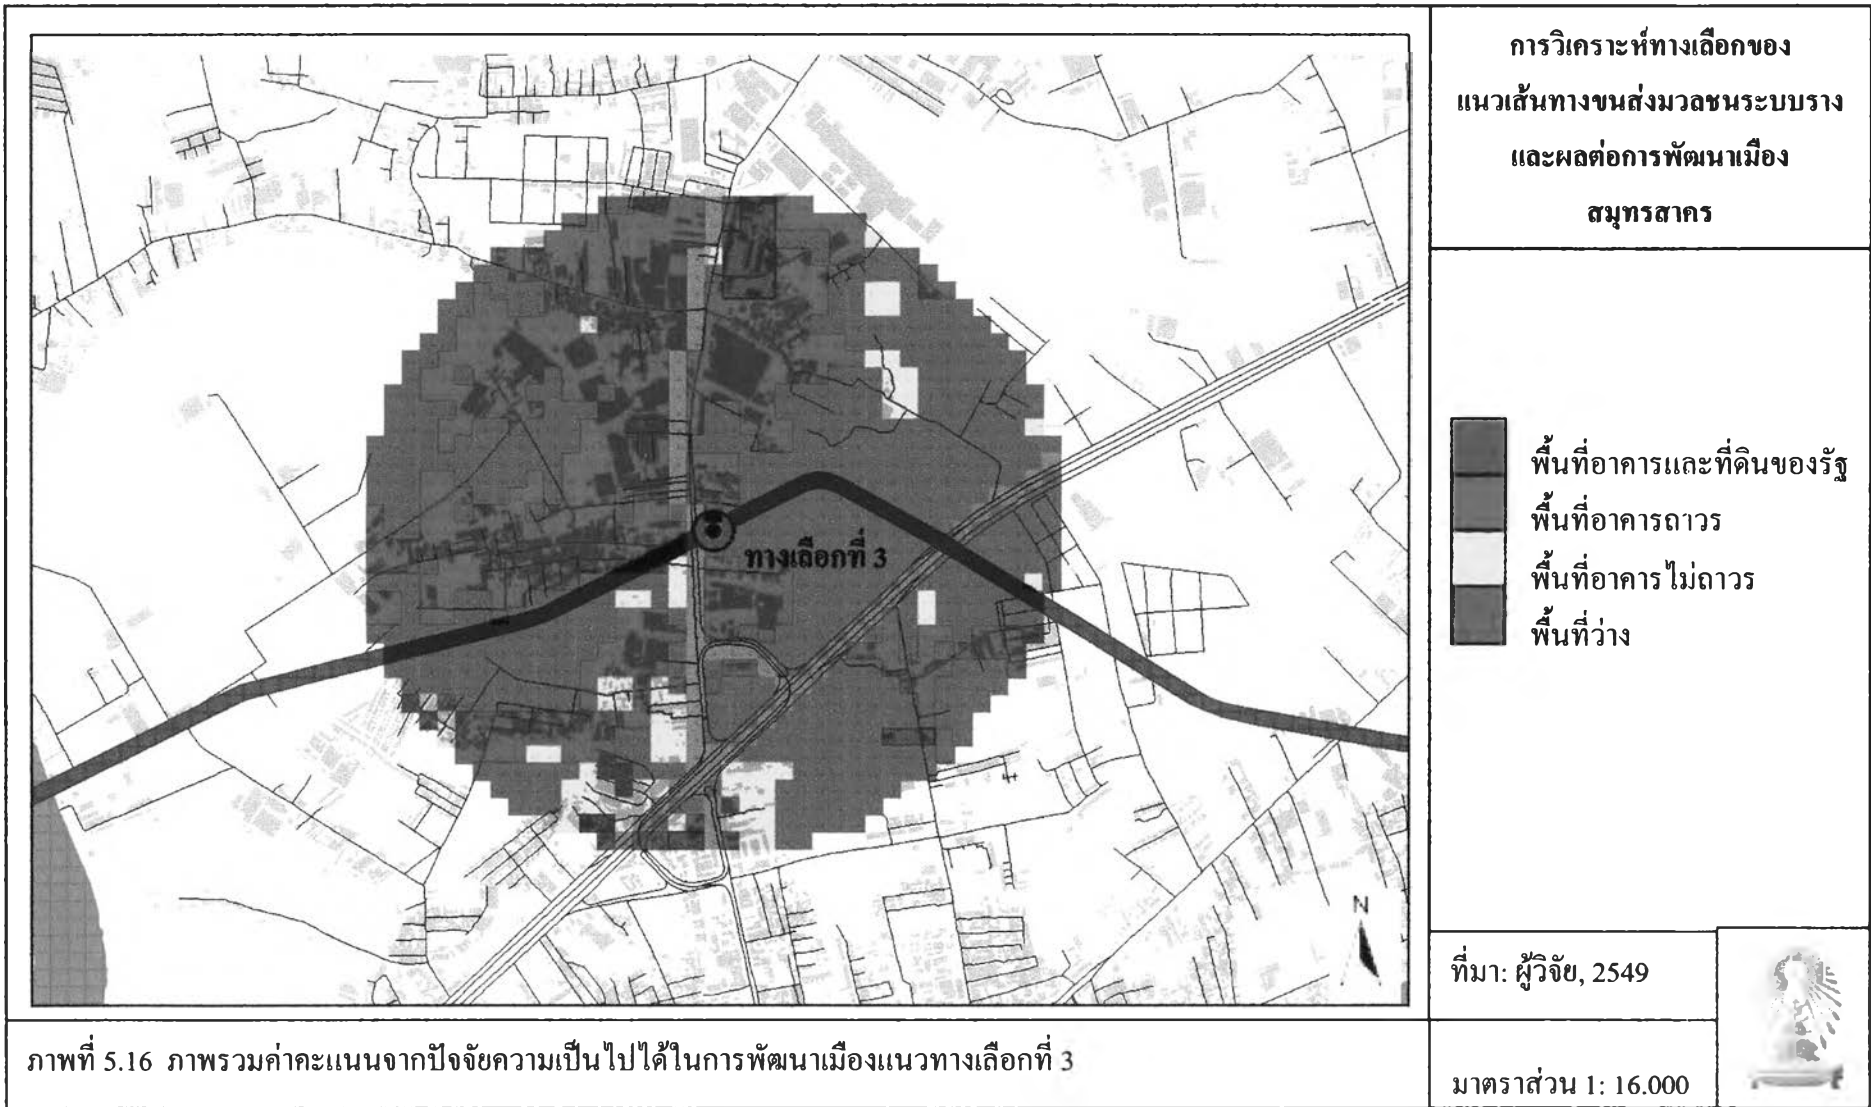 การวิเคราะห์ทางเลือกของ
แนวเส้นทางขนส่งมวลชนระบบราง
และผลต่อการพัฒนาเมือง
สมุทรสาคร
พื้นที่อาคารและที่ดินของรัฐ
พื้นที่อาคารถาวร
พื้นที่อาคารไม่ถาวร
พื้นที่ว่าง
ทางเลือกที่ 3
N
ที่มา: ผู้วิจัย, 2549
ภาพที่ 5.16 ภาพรวมค่าคะแนนจากปัจจัยความเป็นไปได้ในการพัฒนาเมืองแนวทางเลือกที่ 3
มาตราส่วน 1: 16.000